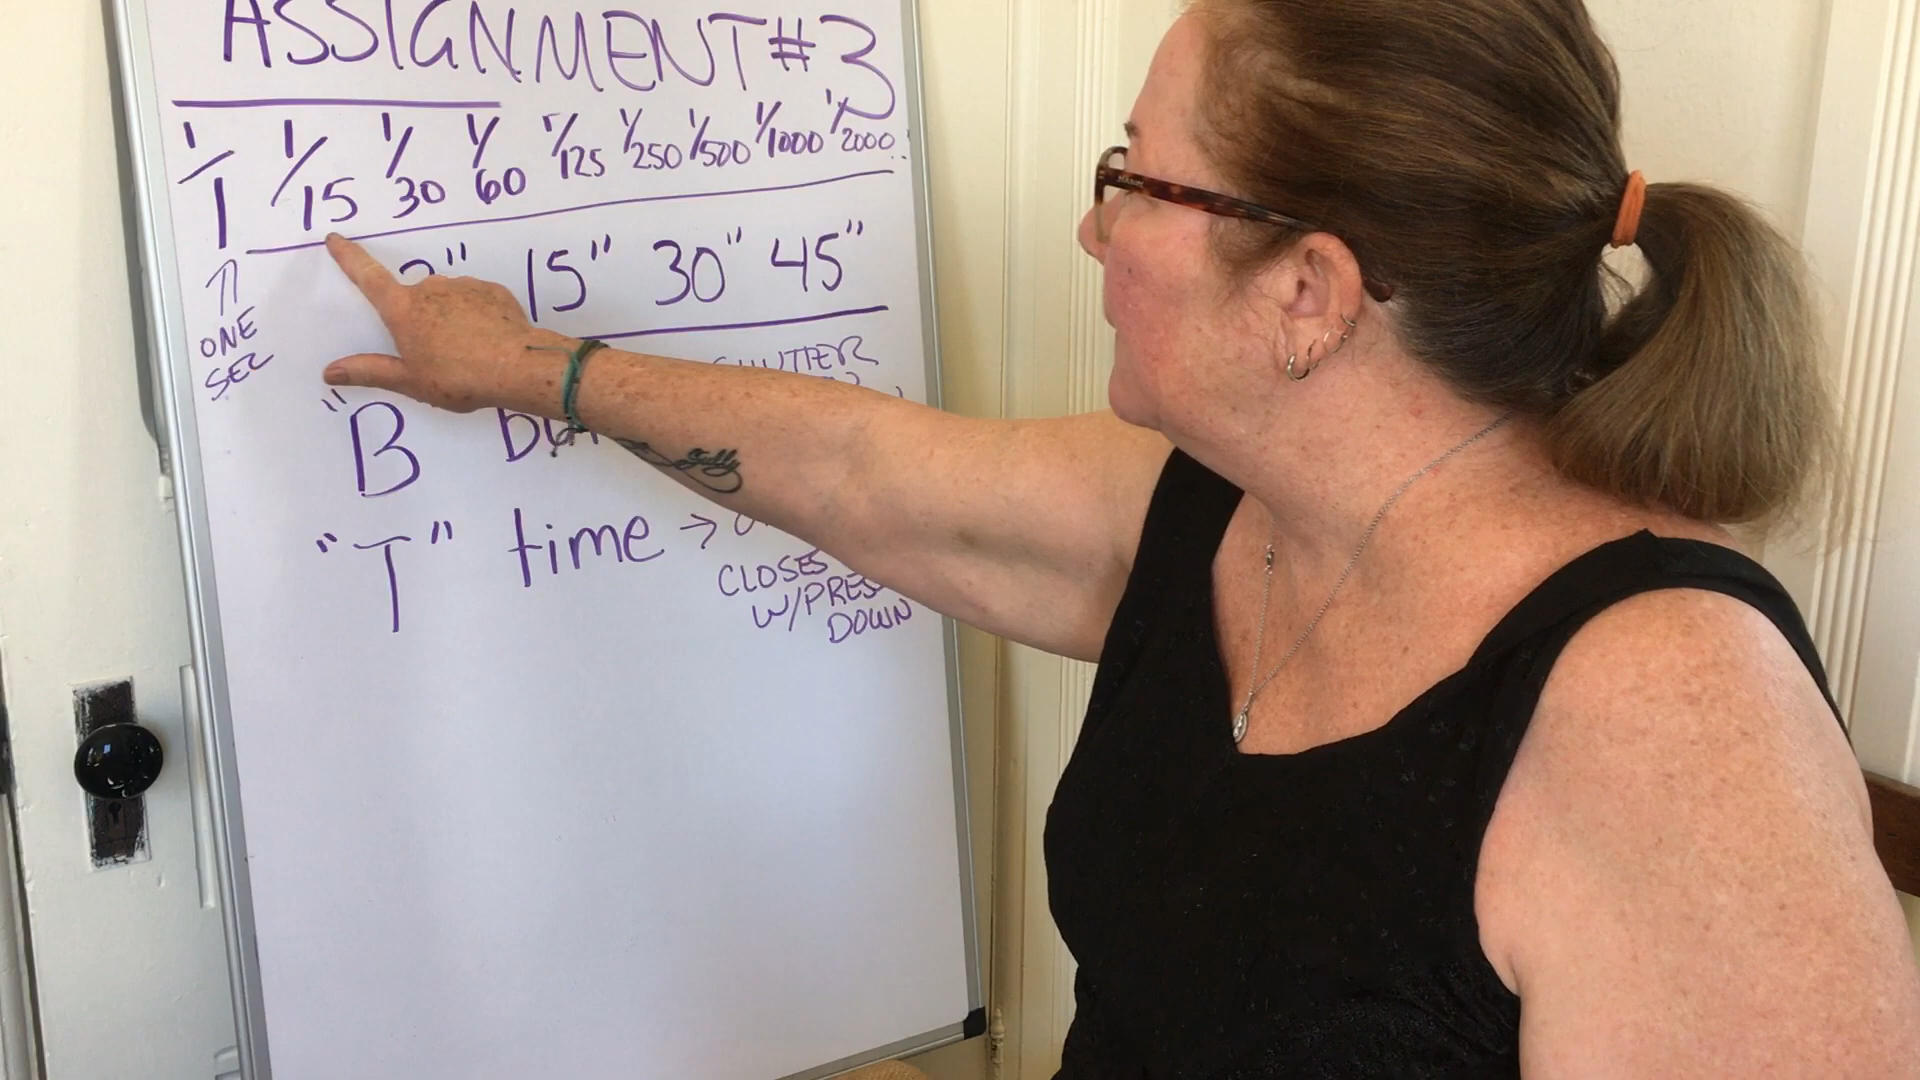 ASSIGNMENT #3
1/1 1/15 1/30 1/60 1/125 1/250 1/500 1/1000 1/2000..
15" 30" 45"
ONE
SEC
SHUTTER
"B
"T" time →
CLOSES
W/PRESS
DOWN